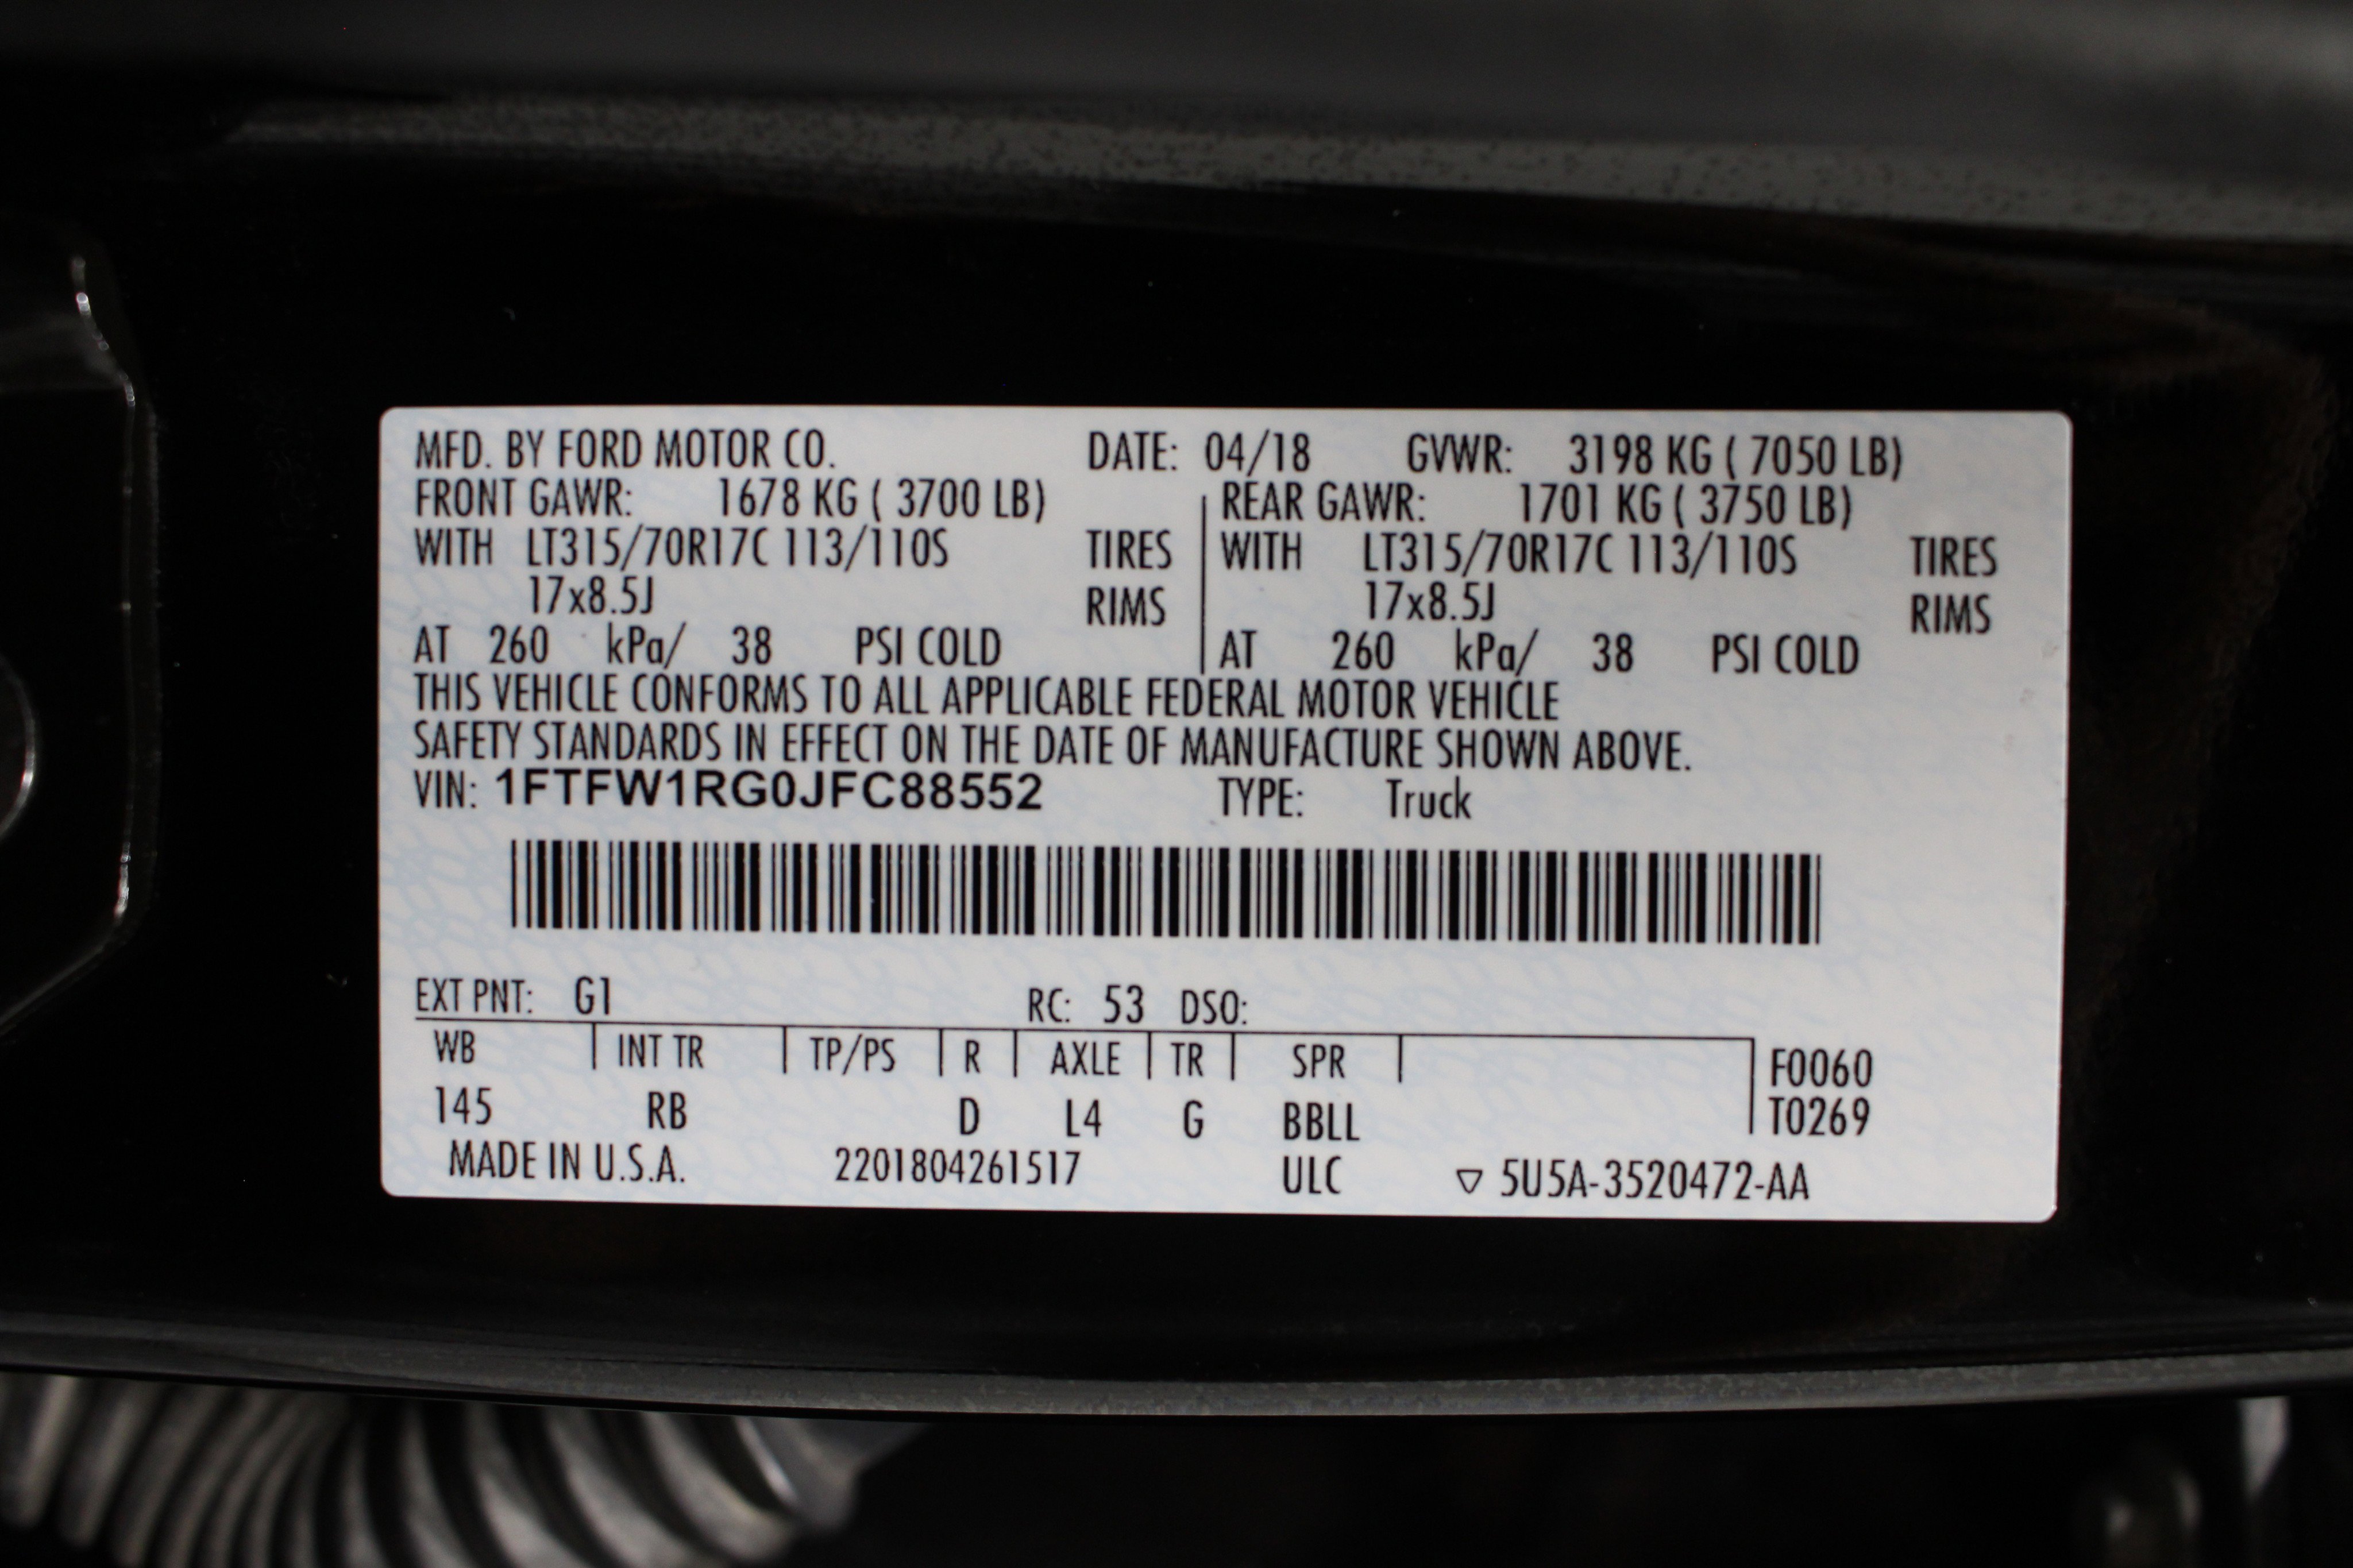 MFD. BY FORD MOTOR CO. DATE: 04/18 GVWR: 3198 KG ( 7050 LB)
FRONT GAWR: 1678 KG ( 3700 LB) REAR GAWR: 1701 KG ( 3750 LB)
WITH LT315/70R17C 113/110S TIRES WITH LT315/70R17C 113/110S TIRES
17x8.5J RIMS 17x8.5J RIMS
AT 260 kPa/ 38 PSI COLD AT 260 kPa/ 38 PSI COLD
THIS VEHICLE CONFORMS TO ALL APPLICABLE FEDERAL MOTOR VEHICLE
SAFETY STANDARDS IN EFFECT ON THE DATE OF MANUFACTURE SHOWN ABOVE.
VIN: 1FTFW1RG0JFC88552 TYPE: Truck
EXT PNT: G1 RC: 53 DSO:
WB INT TR TP/PS R AXLE TR SPR F0060
145 RB D L4 G BBLL T0269
MADE IN U.S.A. 2201804261517 ULC ▽ 5U5A-3520472-AA